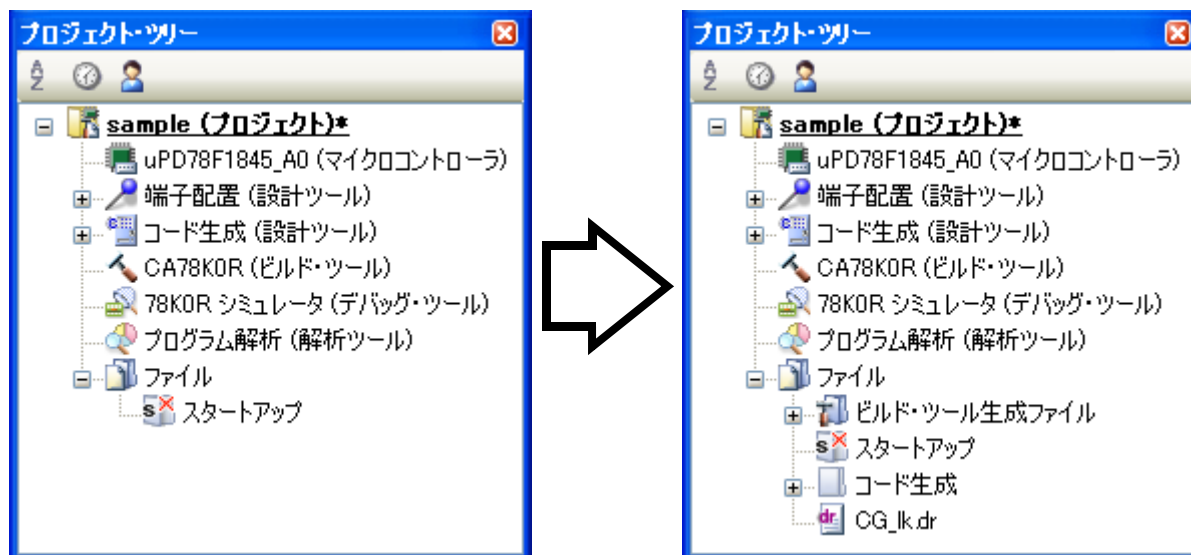 プロジェクト・ツリー
sample (プロジェクト)*
uPD78F1845_A0 (マイクロコントローラ)
端子配置 (設計ツール)
コード生成 (設計ツール)
CA78K0R (ビルド・ツール)
78K0R シミュレータ (デバッグ・ツール)
プログラム解析 (解析ツール)
ファイル
スタートアップ
プロジェクト・ツリー
sample (プロジェクト)*
uPD78F1845_A0 (マイクロコントローラ)
端子配置 (設計ツール)
コード生成 (設計ツール)
CA78K0R (ビルド・ツール)
78K0R シミュレータ (デバッグ・ツール)
プログラム解析 (解析ツール)
ファイル
ビルド・ツール生成ファイル
スタートアップ
コード生成
CG_lk.dr